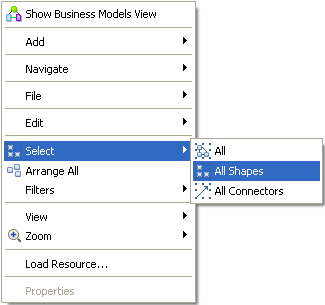 Show Business Models View
Add
Navigate
File
Edit
Select
Arrange All
Filters
View
Zoom
Load Resource...
Properties
All
All Shapes
All Connectors